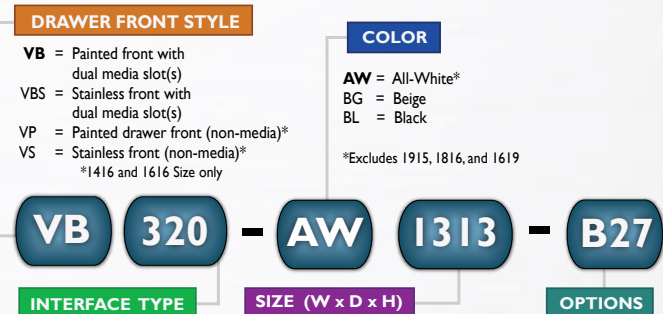 DRAWER FRONT STYLE
VB = Painted front with
dual media slot(s)
VBS = Stainless front with
dual media slot(s)
VP = Painted drawer front (non-media)*
VS = Stainless front (non-media)*
*1416 and 1616 Size only
COLOR
AW = All-White*
BG = Beige
BL = Black
*Excludes 1915, 1816, and 1619
VB 320 - AW 1313 - B27
INTERFACE TYPE
SIZE (W x D x H)
OPTIONS